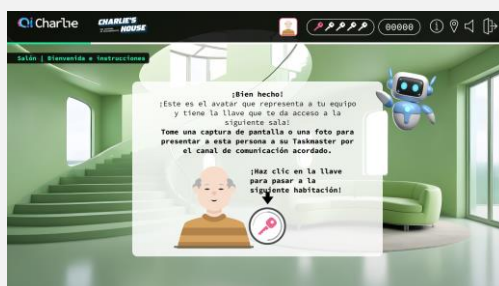 Qi Charlie
CHARLIE'S
HOUSE
00000
Salón | Bienvenida e instrucciones
¡Bien hecho!
¡Este es el avatar que representa a tu equipo
y tiene la llave que te da acceso a la
siguiente sala!
Tome una captura de pantalla o una foto para
presentar a esta persona a su Taskmaster por
el canal de comunicación acordado.
¡Haz clic en la llave
para pasar a la
siguiente habitación!